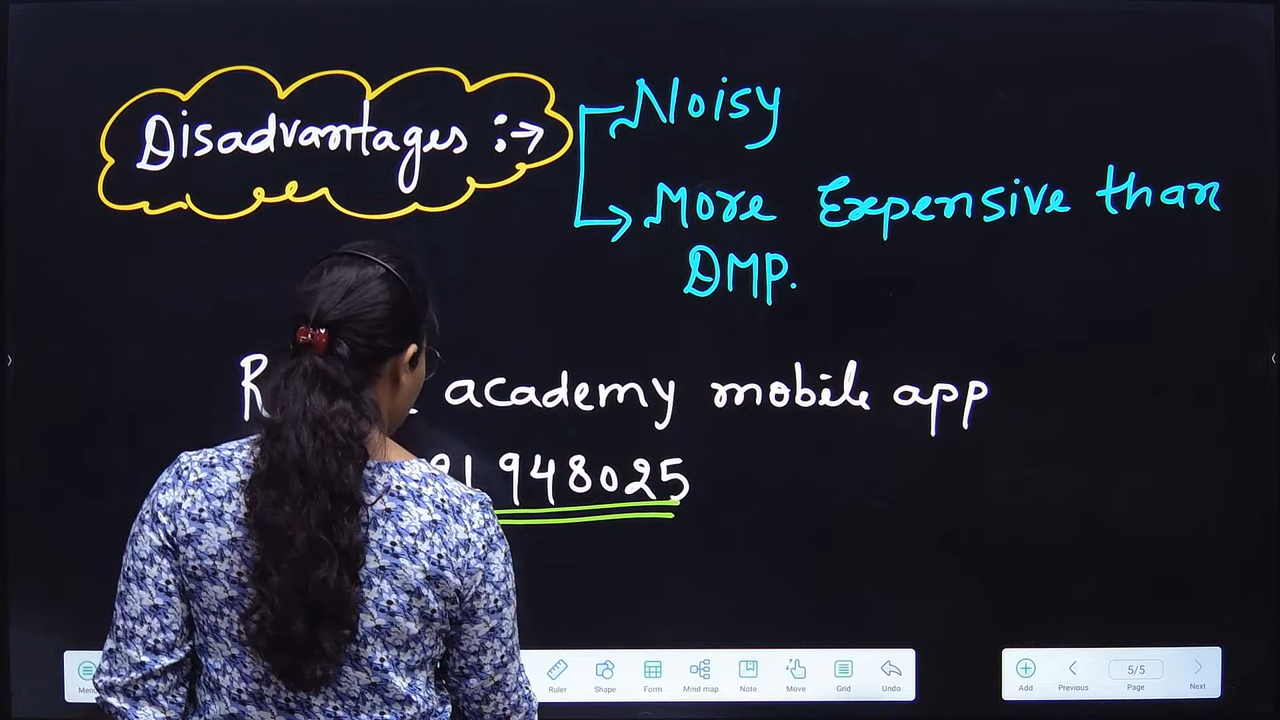 Disadvantages :→ Noisy
More Expensive than
DMP.
academy mobile app
948025
Ruler Shape Form Mind map Note Move Grid Undo
Add Previous 5/5 Page Next